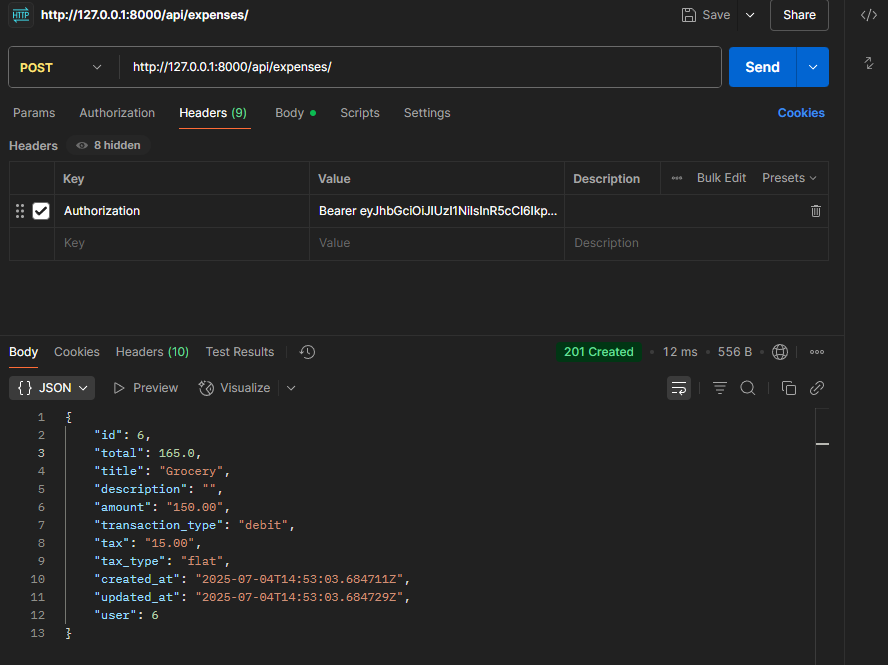 HTTP http://127.0.0.1:8000/api/expenses/ Save Share
POST http://127.0.0.1:8000/api/expenses/ Send
Params Authorization Headers (9) Body Scripts Settings Cookies
Headers 8 hidden
Key Value Description Bulk Edit Presets
Authorization Bearer eyJhbGciOiJIUzI1NiIsInR5cCI6Ikp...
Key Value Description
Body Cookies Headers (10) Test Results 201 Created 12 ms 556 B
{} JSON Preview Visualize
1 {
2 "id": 6,
3 "total": 165.0,
4 "title": "Grocery",
5 "description": "",
6 "amount": "150.00",
7 "transaction_type": "debit",
8 "tax": "15.00",
9 "tax_type": "flat",
10 "created_at": "2025-07-04T14:53:03.684711Z",
11 "updated_at": "2025-07-04T14:53:03.684729Z",
12 "user": 6
13 }